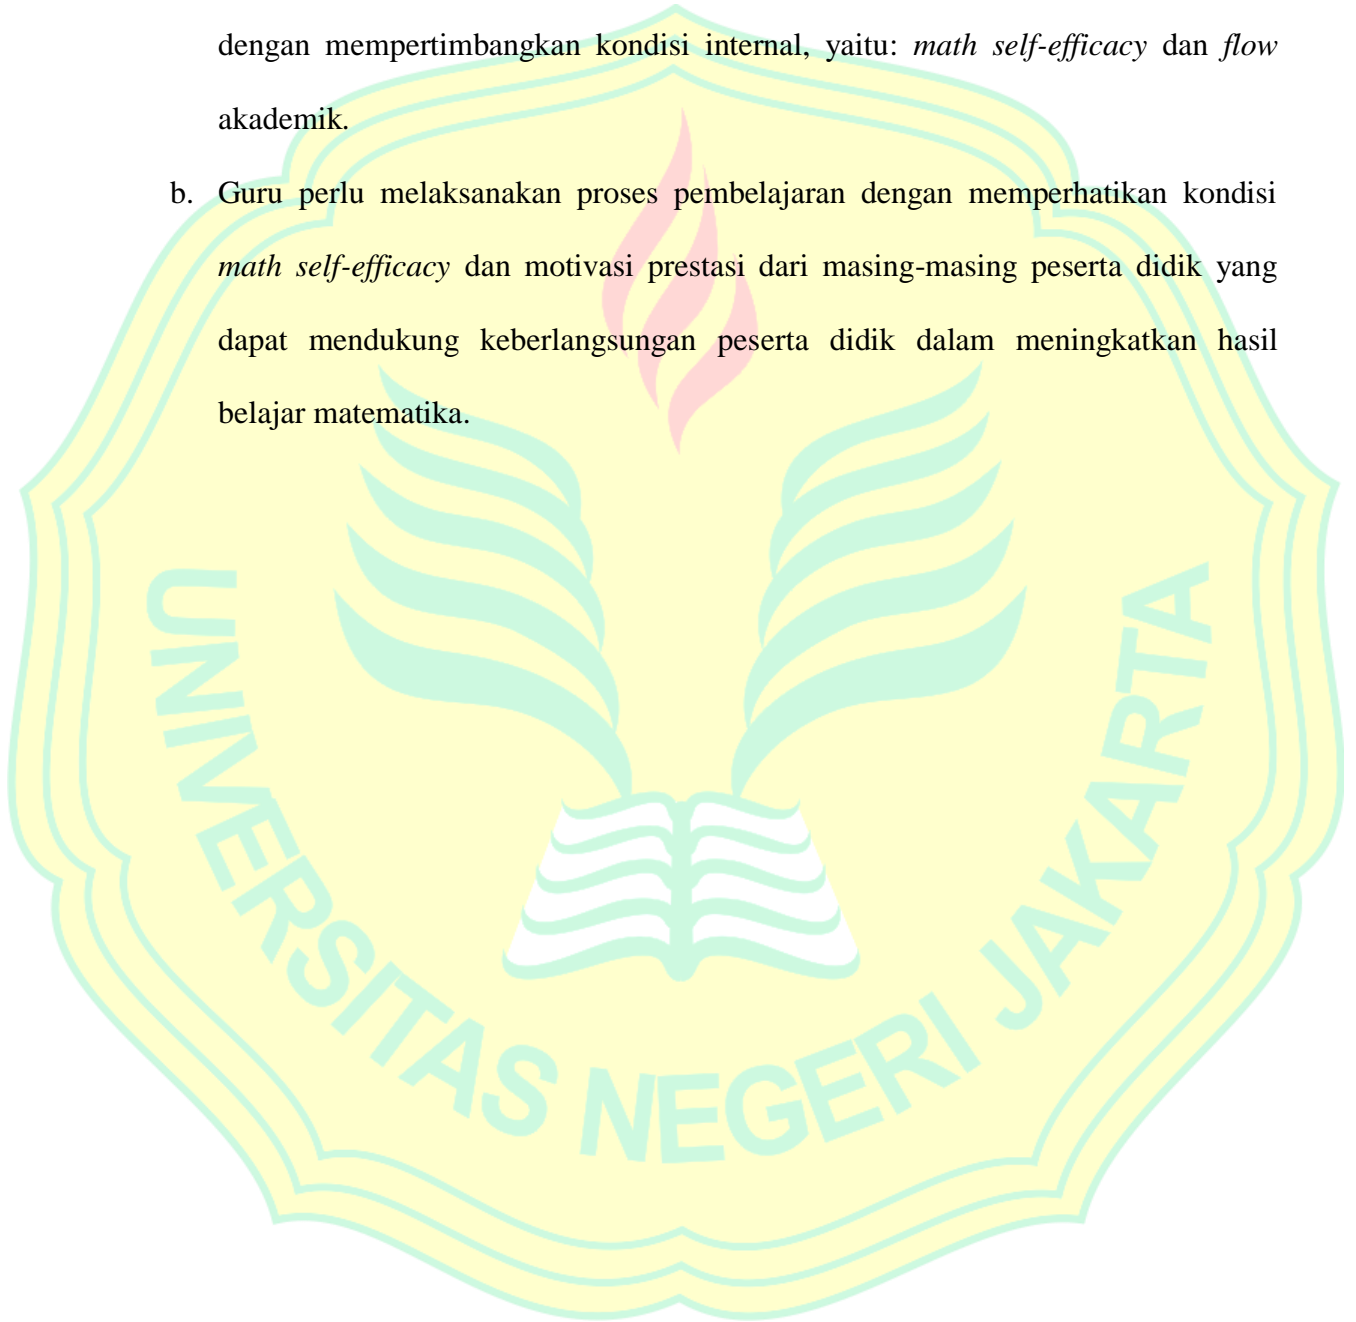 dengan mempertimbangkan kondisi internal, yaitu: math self-efficacy dan flow
akademik.
b. Guru perlu melaksanakan proses pembelajaran dengan memperhatikan kondisi
math self-efficacy dan motivasi prestasi dari masing-masing peserta didik yang
dapat mendukung keberlangsungan peserta didik dalam meningkatkan hasil
belajar matematika.
UNIVERSITAS NEGERI JAKARTA